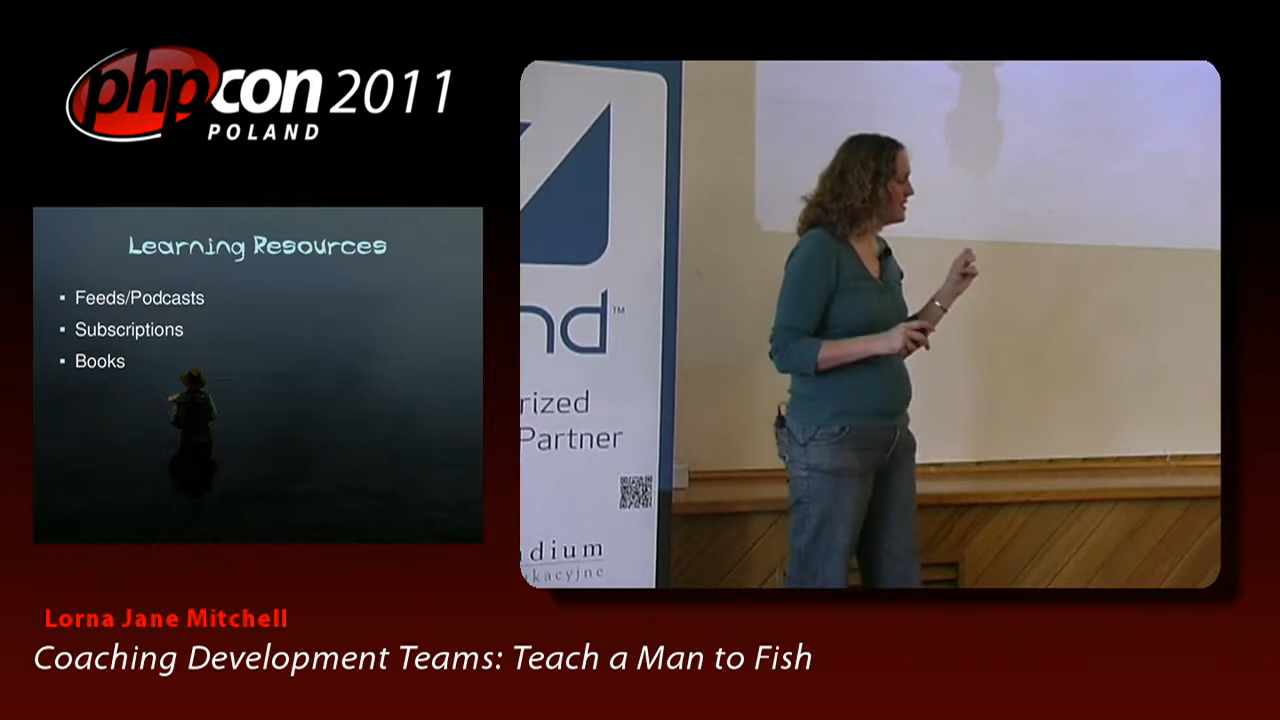 phpcon 2011
POLAND
Learning Resources
Feeds/Podcasts
Subscriptions
Books
nd™
rized
Partner
dium
kacyjne
Lorna Jane Mitchell
Coaching Development Teams: Teach a Man to Fish